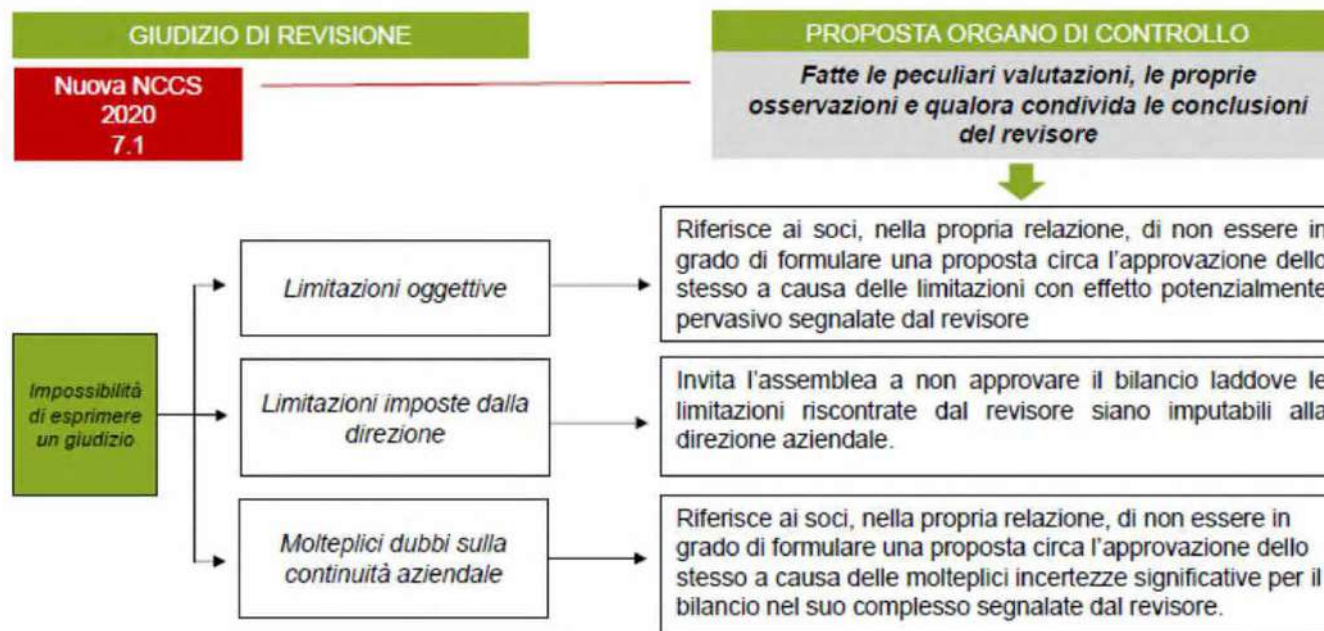 GIUDIZIO DI REVISIONE
PROPOSTA ORGANO DI CONTROLLO
Nuova NCCS
2020
7.1
Fatte le peculiari valutazioni, le proprie
osservazioni e qualora condivida le conclusioni
del revisore
Impossibilità
di esprimere
un giudizio
Limitazioni oggettive
Riferisce ai soci, nella propria relazione, di non essere in
grado di formulare una proposta circa l'approvazione dello
stesso a causa delle limitazioni con effetto potenzialmente
pervasivo segnalate dal revisore
Limitazioni imposte dalla
direzione
Invita l'assemblea a non approvare il bilancio laddove le
limitazioni riscontrate dal revisore siano imputabili alla
direzione aziendale.
Molteplici dubbi sulla
continuità aziendale
Riferisce ai soci, nella propria relazione, di non essere in
grado di formulare una proposta circa l'approvazione dello
stesso a causa delle molteplici incertezze significative per il
bilancio nel suo complesso segnalate dal revisore.